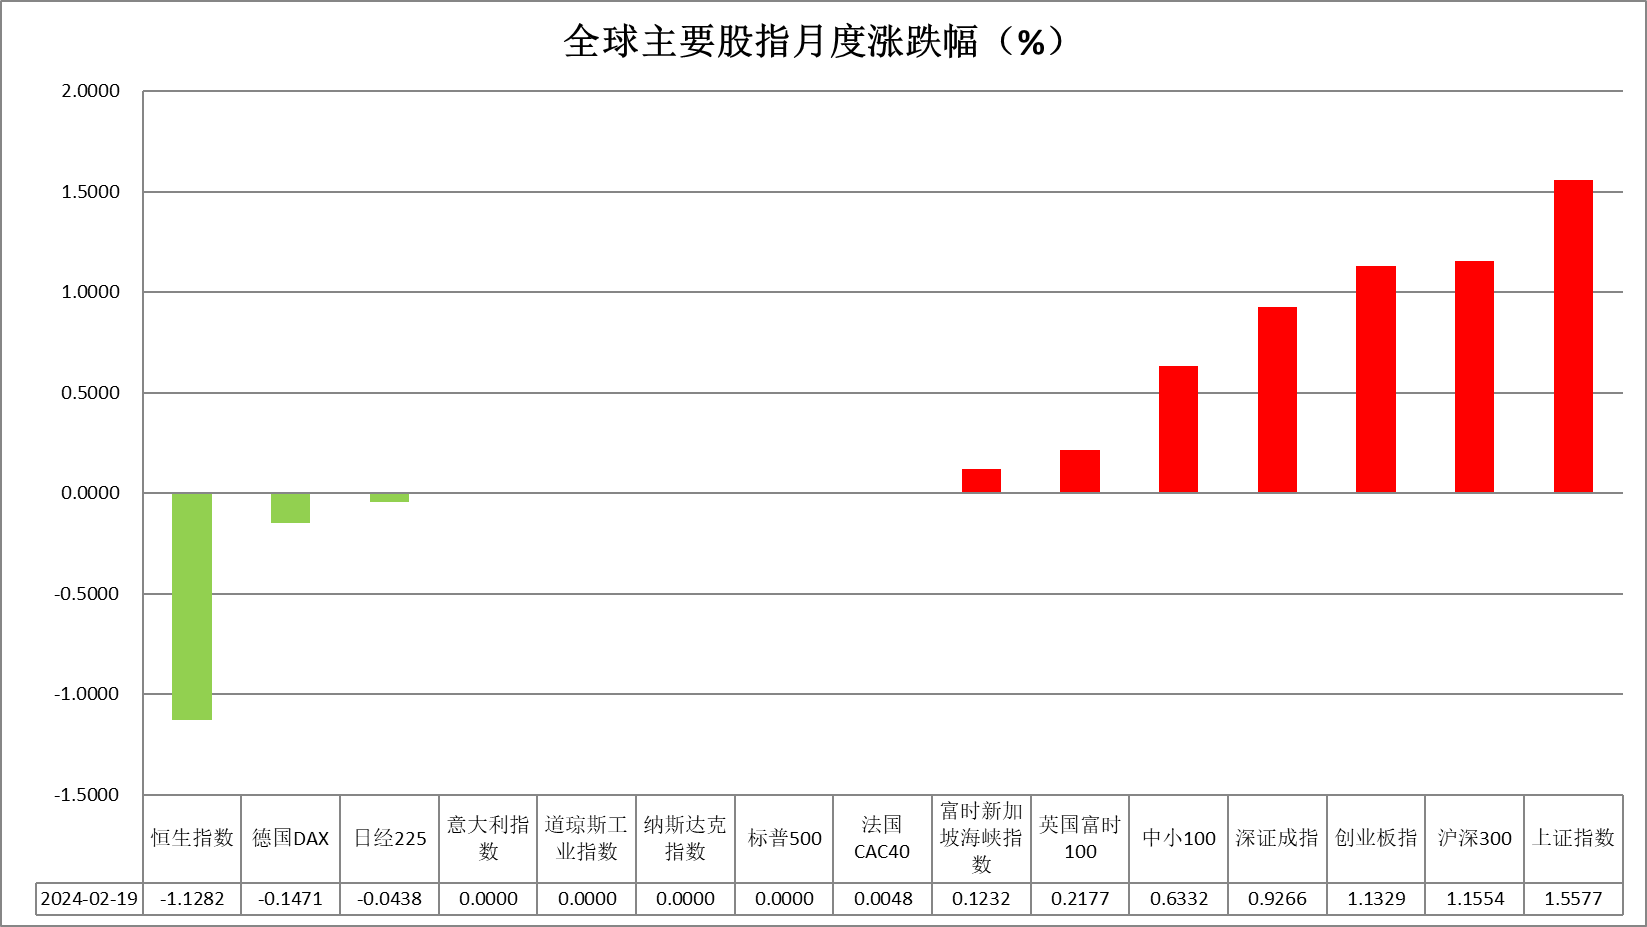 全球主要股指月度涨跌幅（%）
2.0000
1.5000
1.0000
0.5000
0.0000
-0.5000
-1.0000
-1.5000
恒生指数
德国DAX
日经225
意大利指
数
道琼斯工
业指数
纳斯达克
指数
标普500
法国
CAC40
富时新加
坡海峡指
数
英国富时
100
中小100
深证成指
创业板指
沪深300
上证指数
2024-02-19 -1.1282 -0.1471 -0.0438 0.0000 0.0000 0.0000 0.0000 0.0048 0.1232 0.2177 0.6332 0.9266 1.1329 1.1554 1.5577